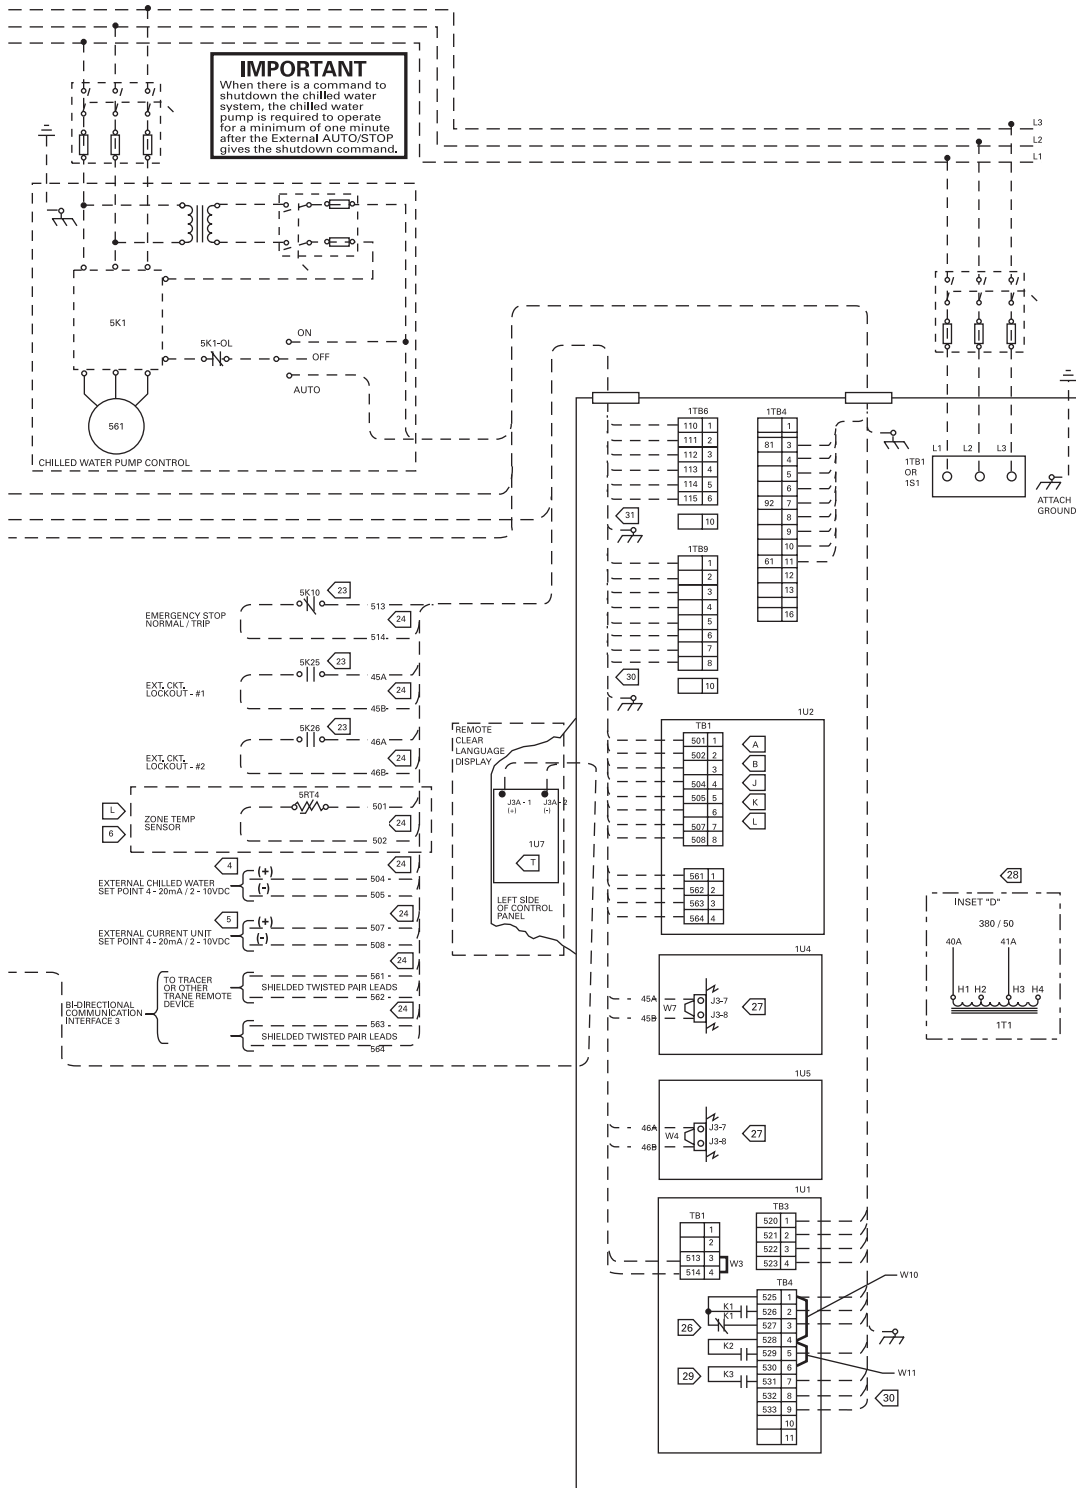 IMPORTANT
When there is a command to
shutdown the chilled water
system, the chilled water
pump is required to operate
for a minimum of one minute
after the External AUTO/STOP
gives the shutdown command.
L3
L2
L1
5K1
5K1-OL
ON
OFF
AUTO
561
CHILLED WATER PUMP CONTROL
1TB1
OR
1S1
L1 L2 L3
ATTACH
GROUND
1TB6
110 1
111 2
112 3
113 4
114 5
115 6
10
31
1TB4
1
81 3
4
5
6
92 7
8
9
10
61 11
12
13
16
1TB9
1
2
3
4
5
6
7
8
10
30
EMERGENCY STOP
NORMAL / TRIP
5K10
23
513
24
514
EXT. CKT.
LOCKOUT - #1
5K25
23
45A
24
45B
EXT. CKT.
LOCKOUT - #2
5K26
23
46A
24
46B
L
6
ZONE TEMP
SENSOR
5RT4
501
24
502
EXTERNAL CHILLED WATER
SET POINT 4 - 20mA / 2 - 10VDC
4
(+)
(-)
24
504
505
EXTERNAL CURRENT UNIT
SET POINT 4 - 20mA / 2 - 10VDC
5
(+)
(-)
24
507
508
24
BI-DIRECTIONAL
COMMUNICATION
INTERFACE 3
TO TRACER
OR OTHER
TRANE REMOTE
DEVICE
561
SHIELDED TWISTED PAIR LEADS
562
24
563
SHIELDED TWISTED PAIR LEADS
564
REMOTE
CLEAR
LANGUAGE
DISPLAY
J3A - 1
(+)
J3A - 2
(-)
1U7
T
LEFT SIDE
OF CONTROL
PANEL
1U2
TB1
501 1
502 2
3
504 4
505 5
6
507 7
508 8
A
B
J
K
L
561 1
562 2
563 3
564 4
1U4
45A
45B
W7
J3-7
J3-8
27
1U5
46A
46B
W4
J3-7
J3-8
27
28
INSET "D"
380 / 50
40A 41A
H1 H2 H3 H4
1T1
1U1
TB1
1
2
513 3
514 4
W3
TB3
520 1
521 2
522 3
523 4
TB4
525 1
526 2
527 3
528 4
529 5
530 6
531 7
532 8
533 9
10
11
K1
K1
K2
K3
26
29
W10
W11
30